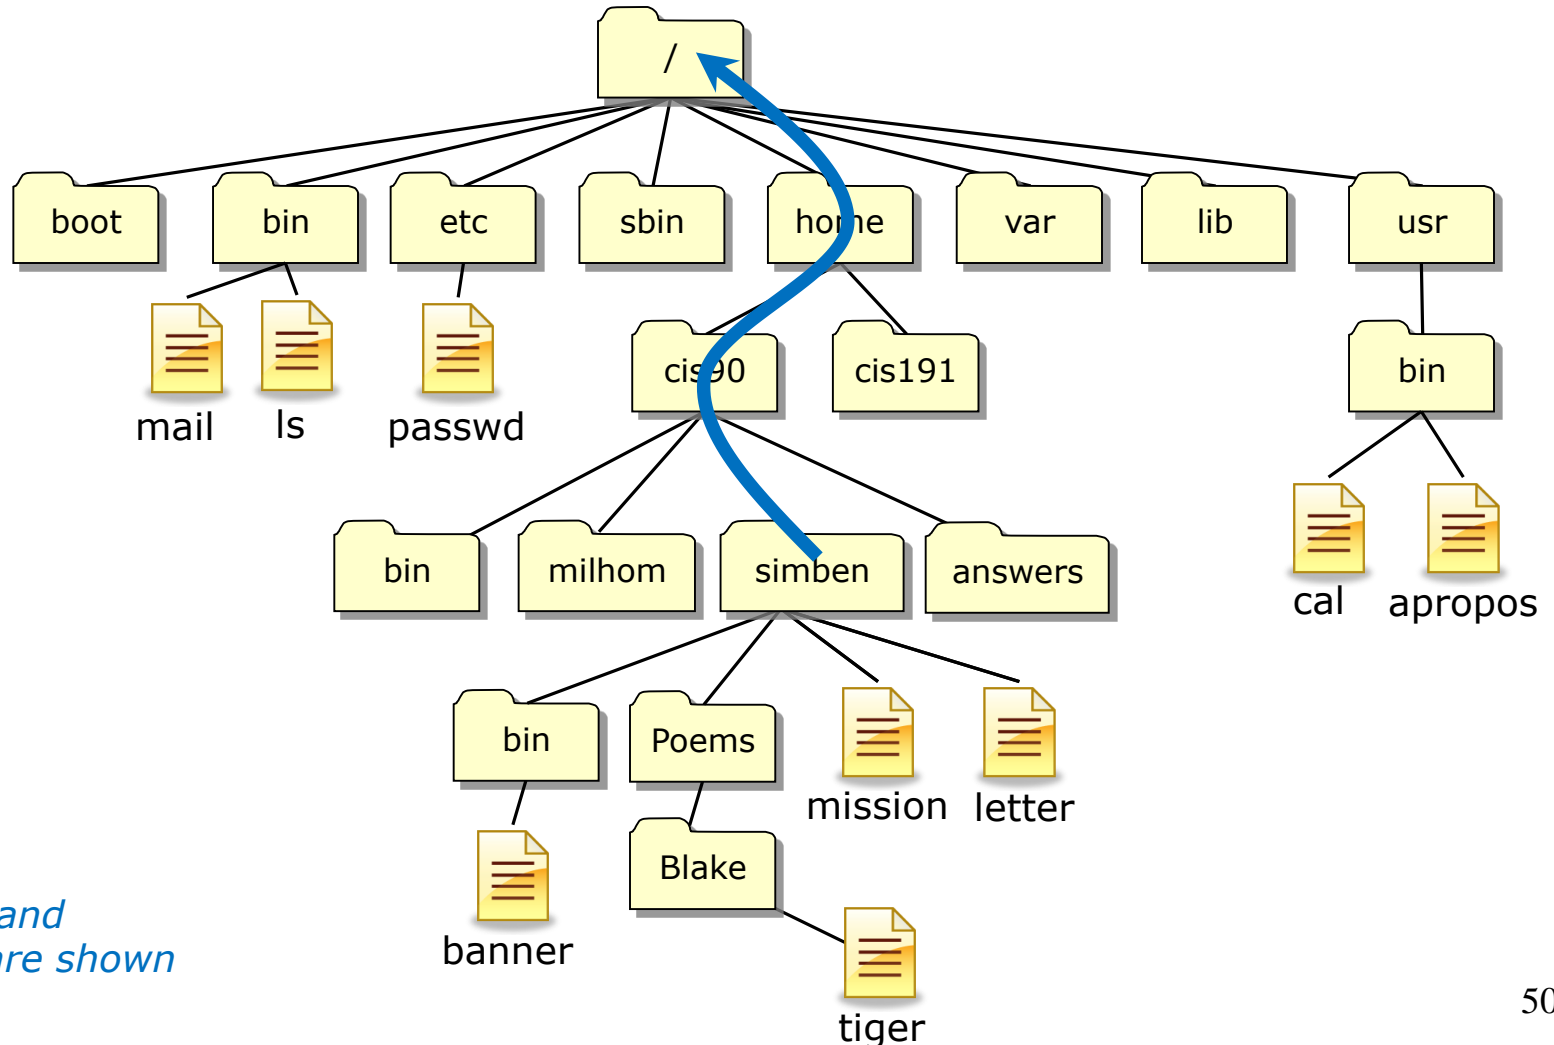 /
boot bin etc sbin home var lib usr
mail ls passwd
cis90 cis191 bin
bin milhom simben answers
cal apropos
bin Poems
mission letter
Blake
banner
and
are shown
tiger
50